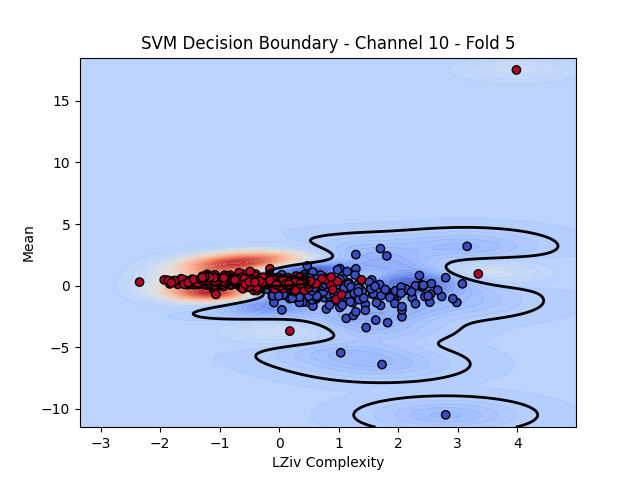 SVM Decision Boundary - Channel 10 - Fold 5
15
10
5
0
−5
−10
Mean
−3 −2 −1 0 1 2 3 4
LZiv Complexity